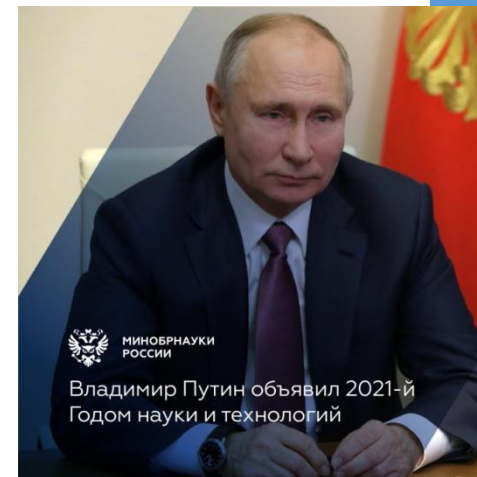 МИНОБРНАУКИ
РОССИИ
Владимир Путин объявил 2021-й
Годом науки и технологий